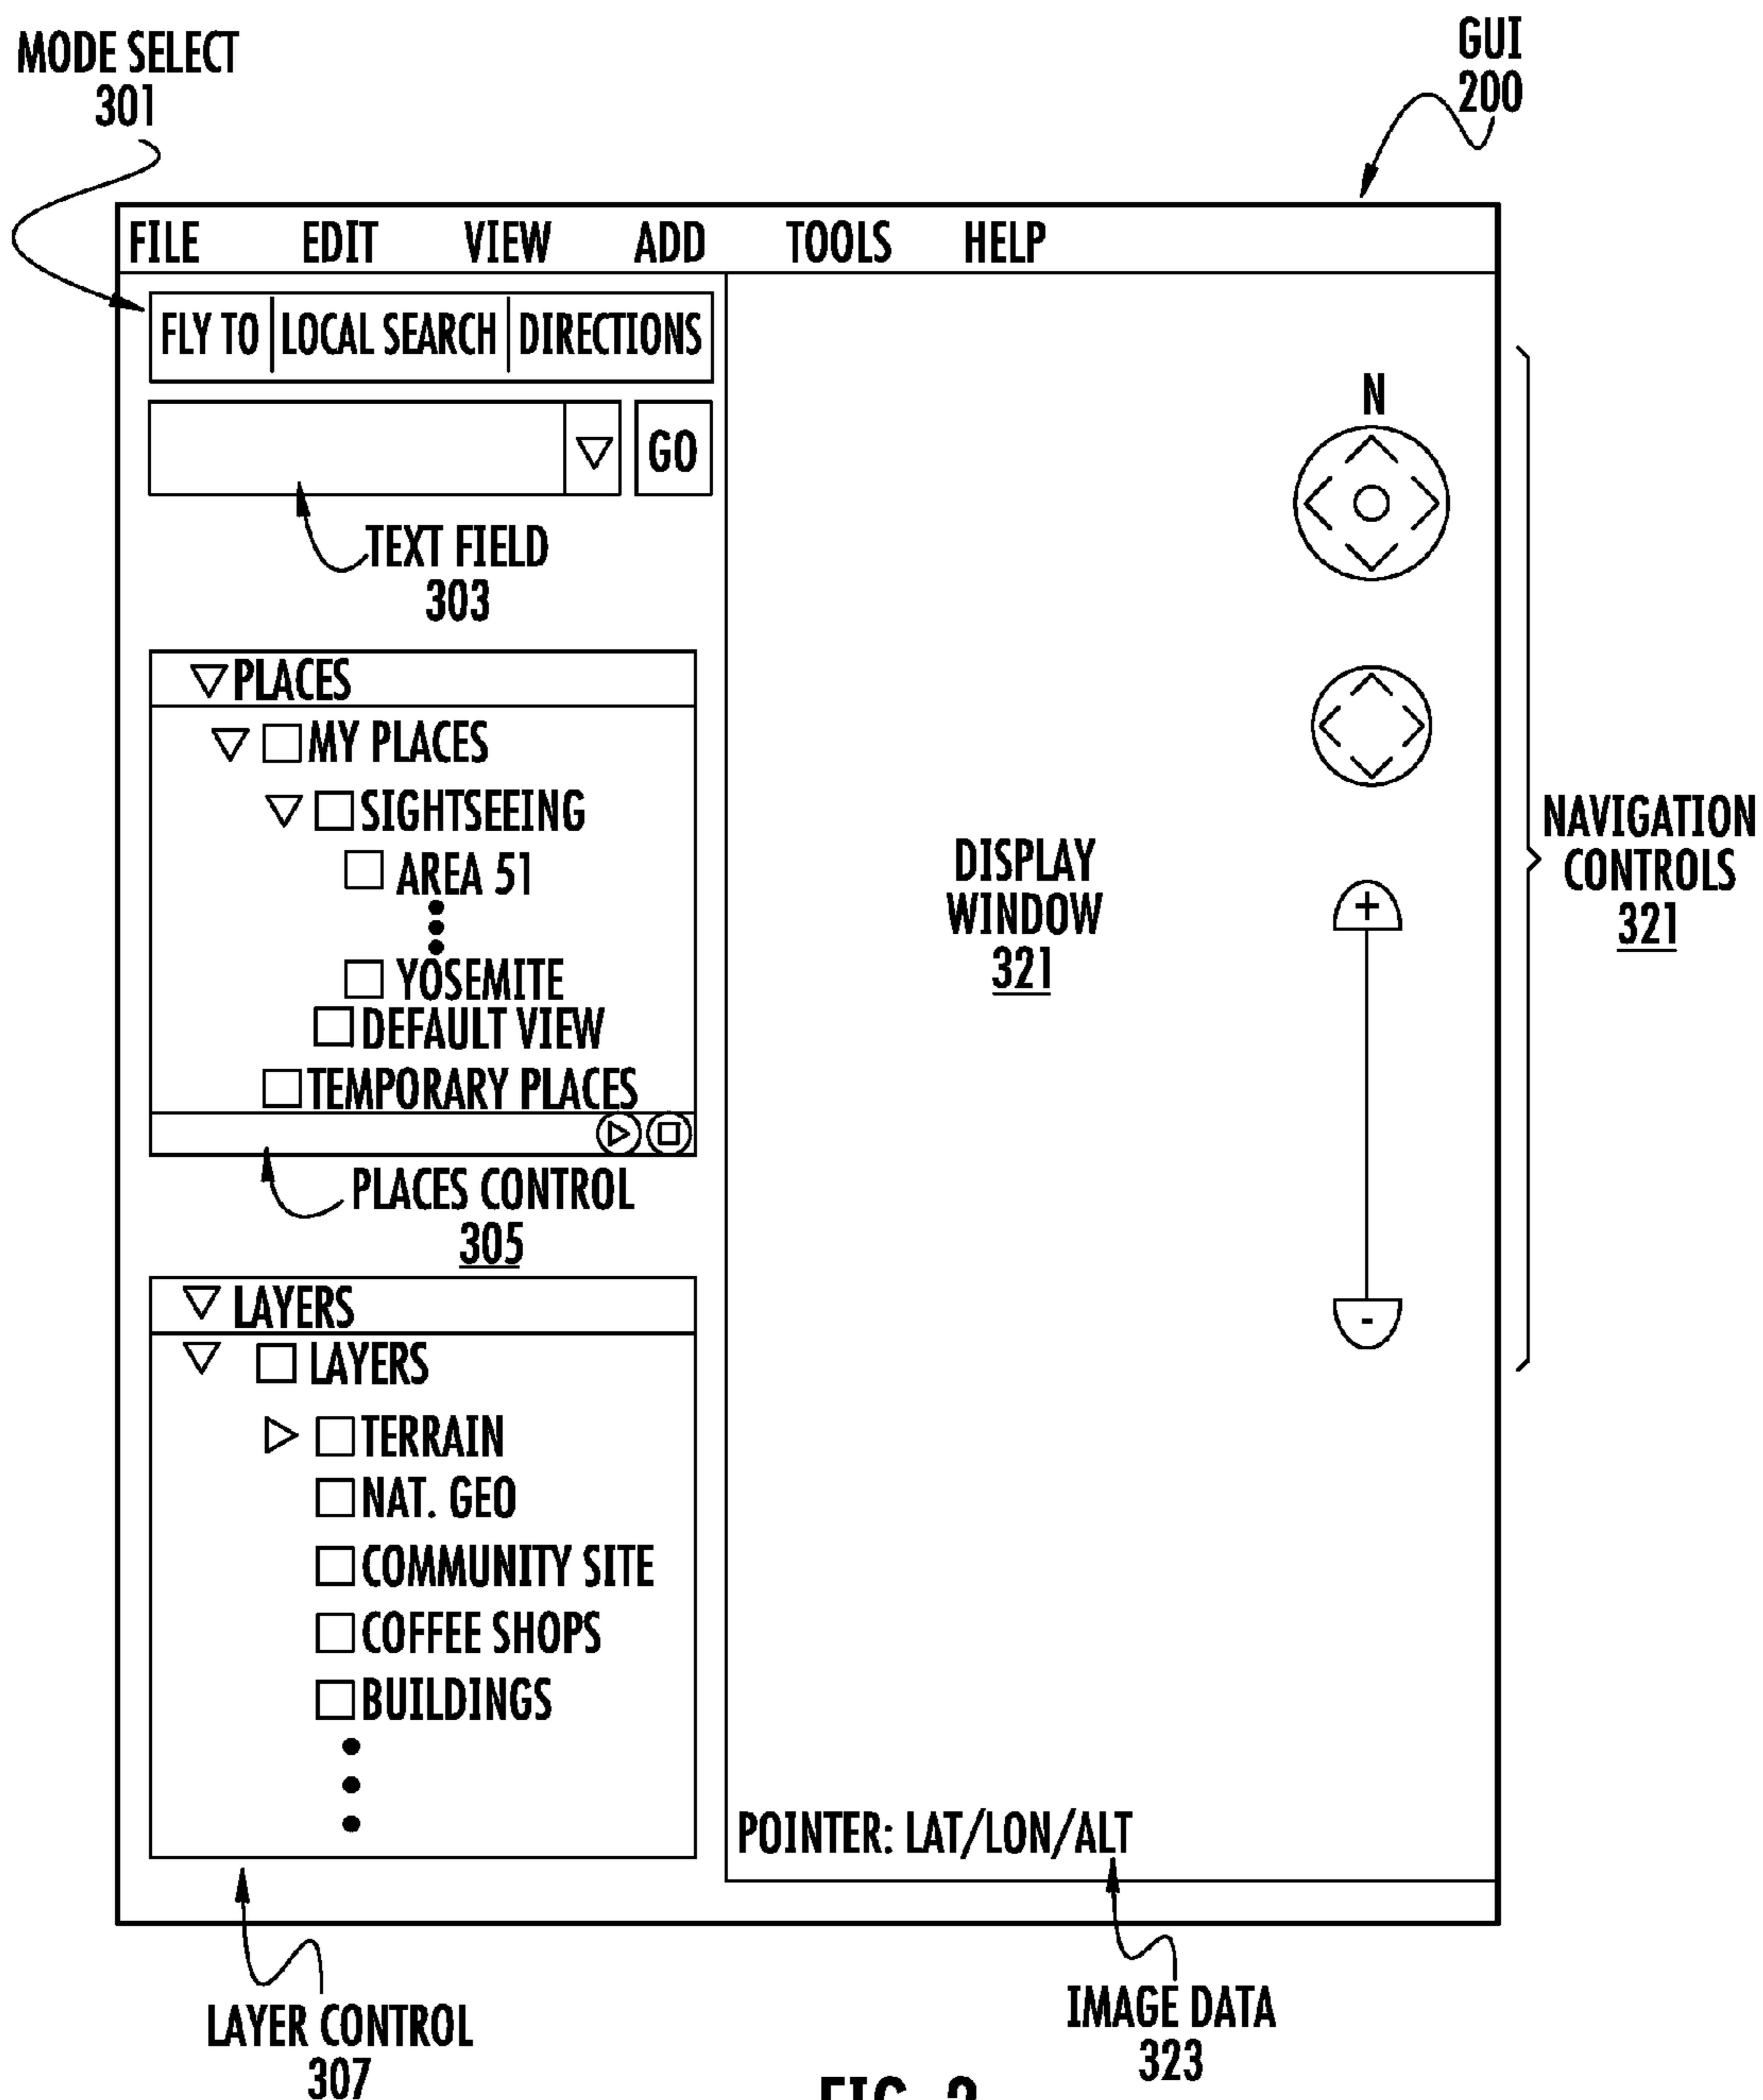 MODE SELECT
301
GUI
200
FILE EDIT VIEW ADD TOOLS HELP
FLY TO LOCAL SEARCH DIRECTIONS
GO
TEXT FIELD
303
PLACES
MY PLACES
SIGHTSEEING
AREA 51
YOSEMITE
DEFAULT VIEW
TEMPORARY PLACES
PLACES CONTROL
305
LAYERS
LAYERS
TERRAIN
NAT. GEO
COMMUNITY SITE
COFFEE SHOPS
BUILDINGS
LAYER CONTROL
307
N
DISPLAY
WINDOW
321
+
-
NAVIGATION
CONTROLS
321
POINTER: LAT/LON/ALT
IMAGE DATA
323
FIG.